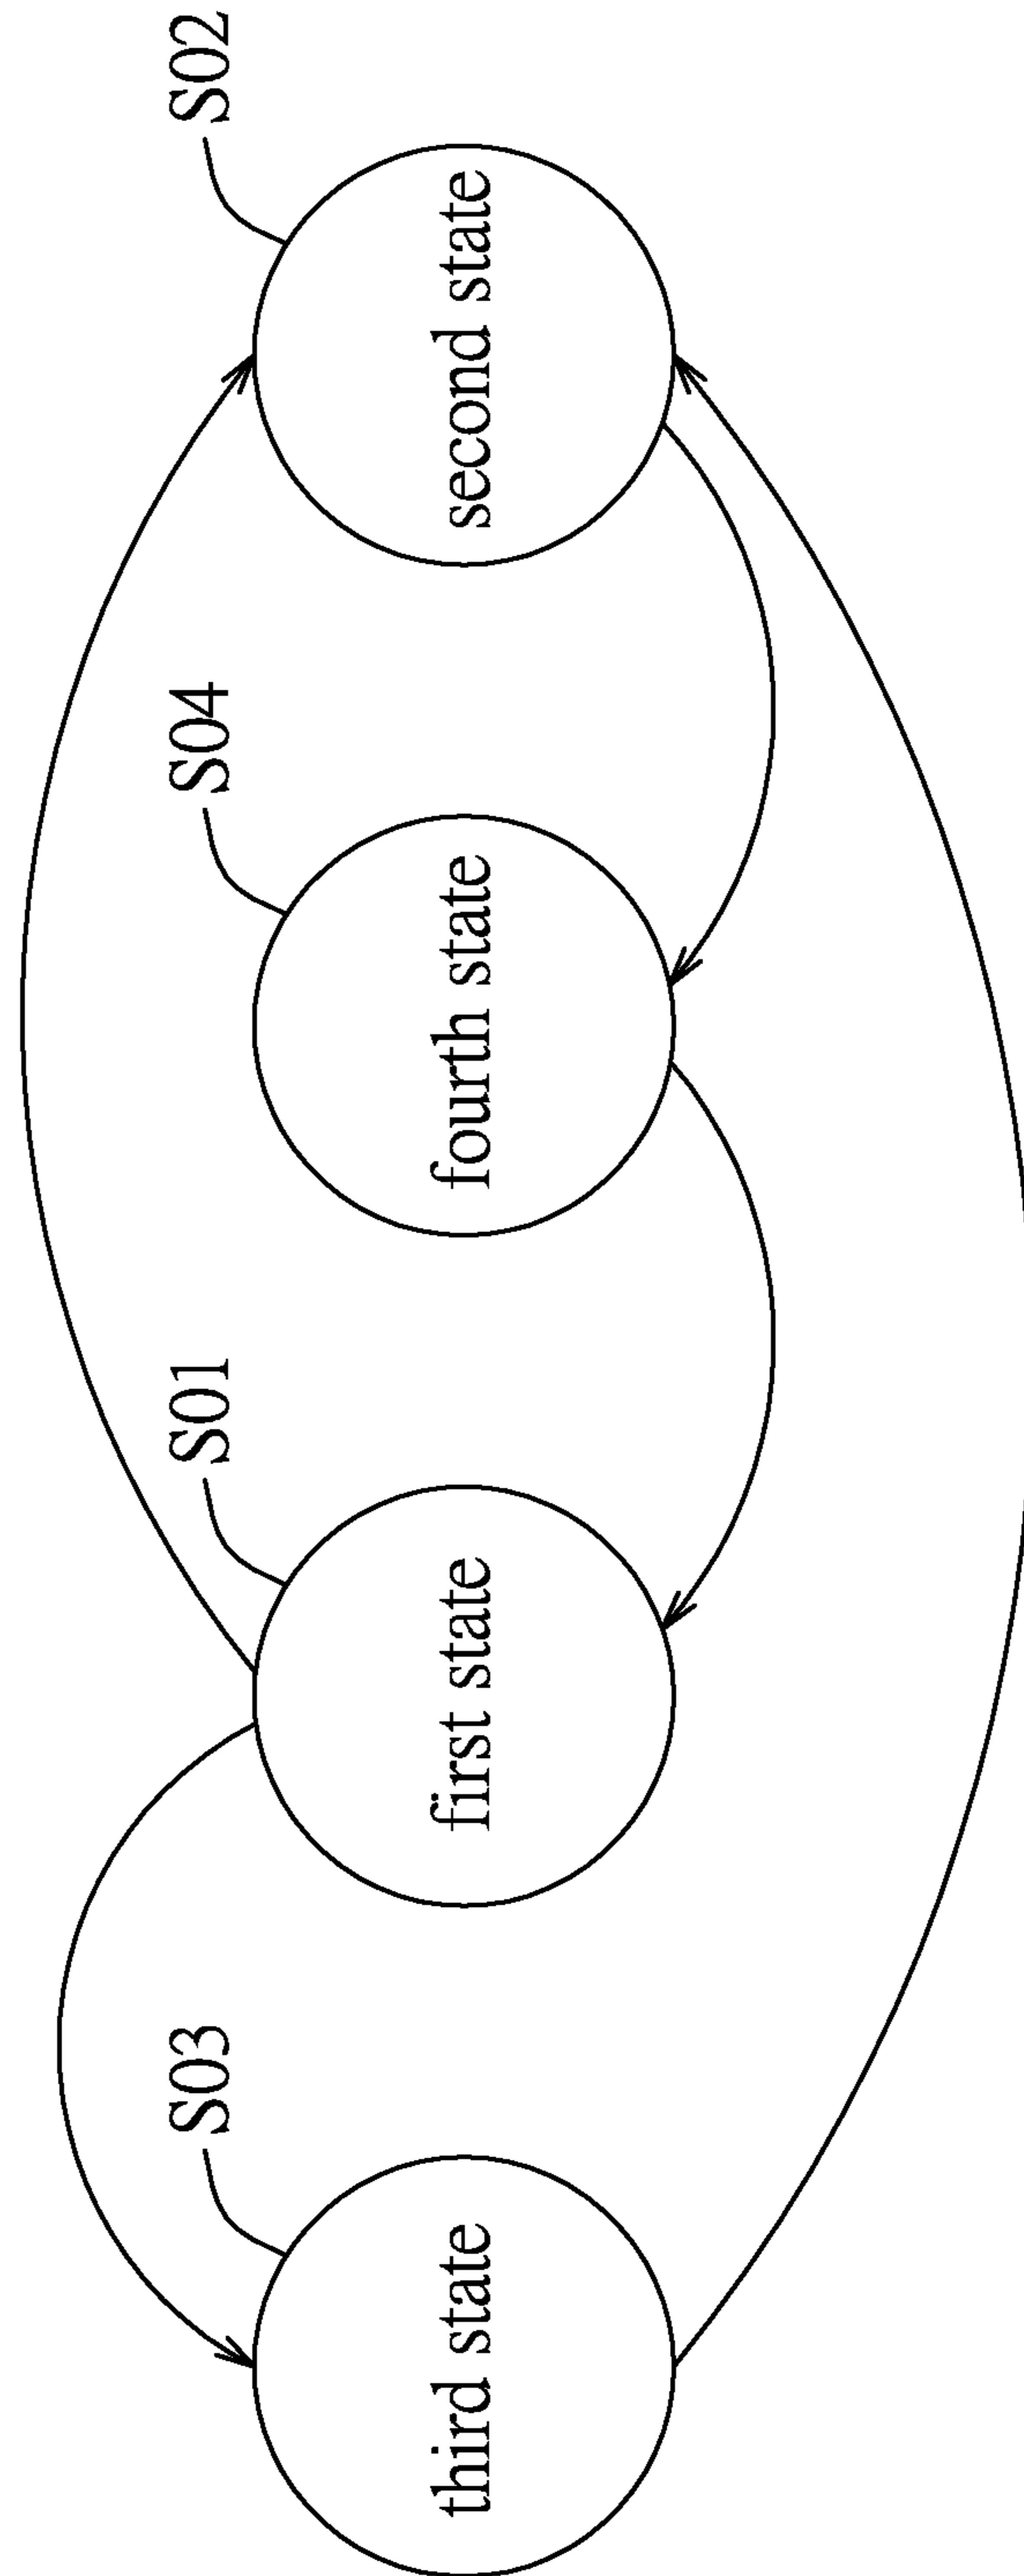 S03
S01
S04
S02
third state
first state
fourth state
second state